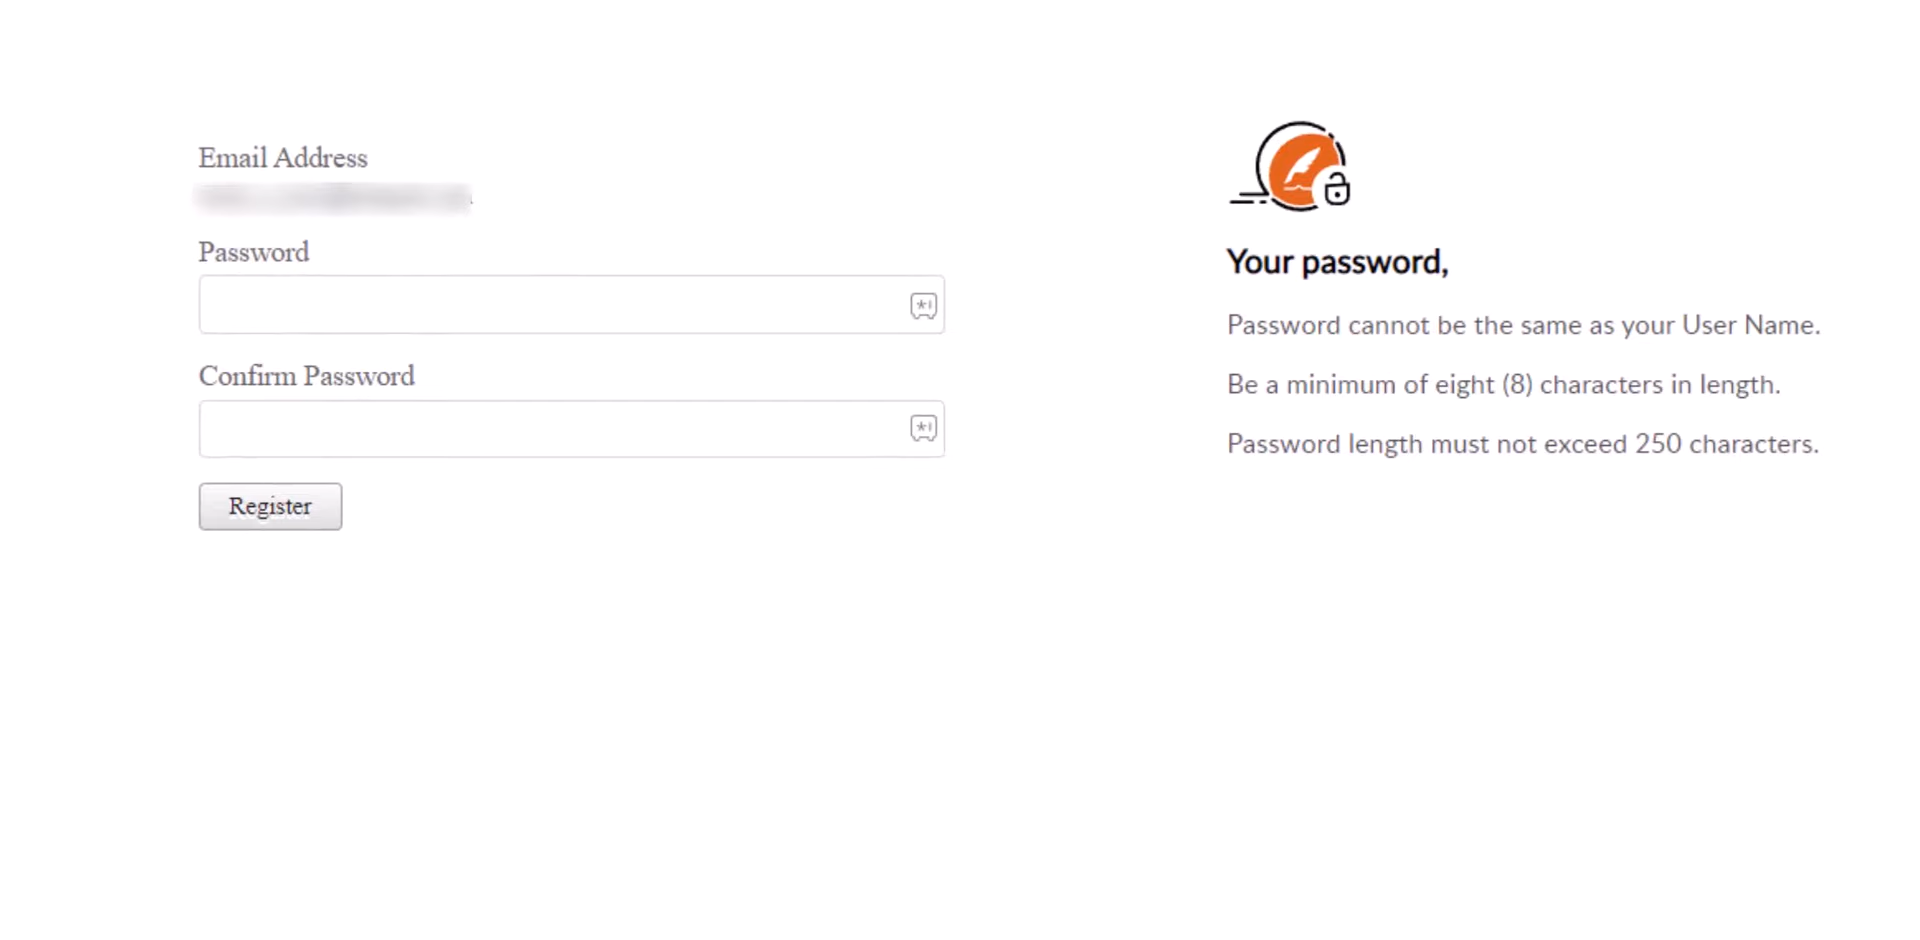 Email Address
Password
Confirm Password
Register
Your password,
Password cannot be the same as your User Name.
Be a minimum of eight (8) characters in length.
Password length must not exceed 250 characters.